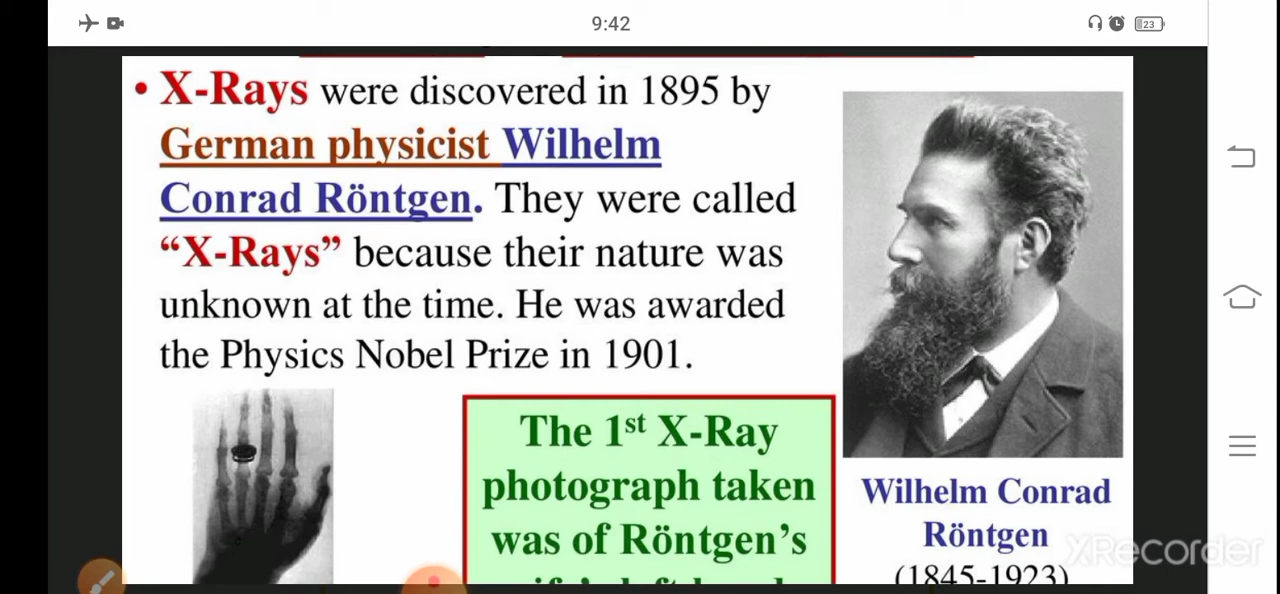 9:42
23
• X-Rays were discovered in 1895 by
German physicist Wilhelm
Conrad Röntgen. They were called
“X-Rays” because their nature was
unknown at the time. He was awarded
the Physics Nobel Prize in 1901.
The 1st X-Ray
photograph taken
was of Röntgen’s
Wilhelm Conrad
Röntgen
(1845-1923)
XRecorder